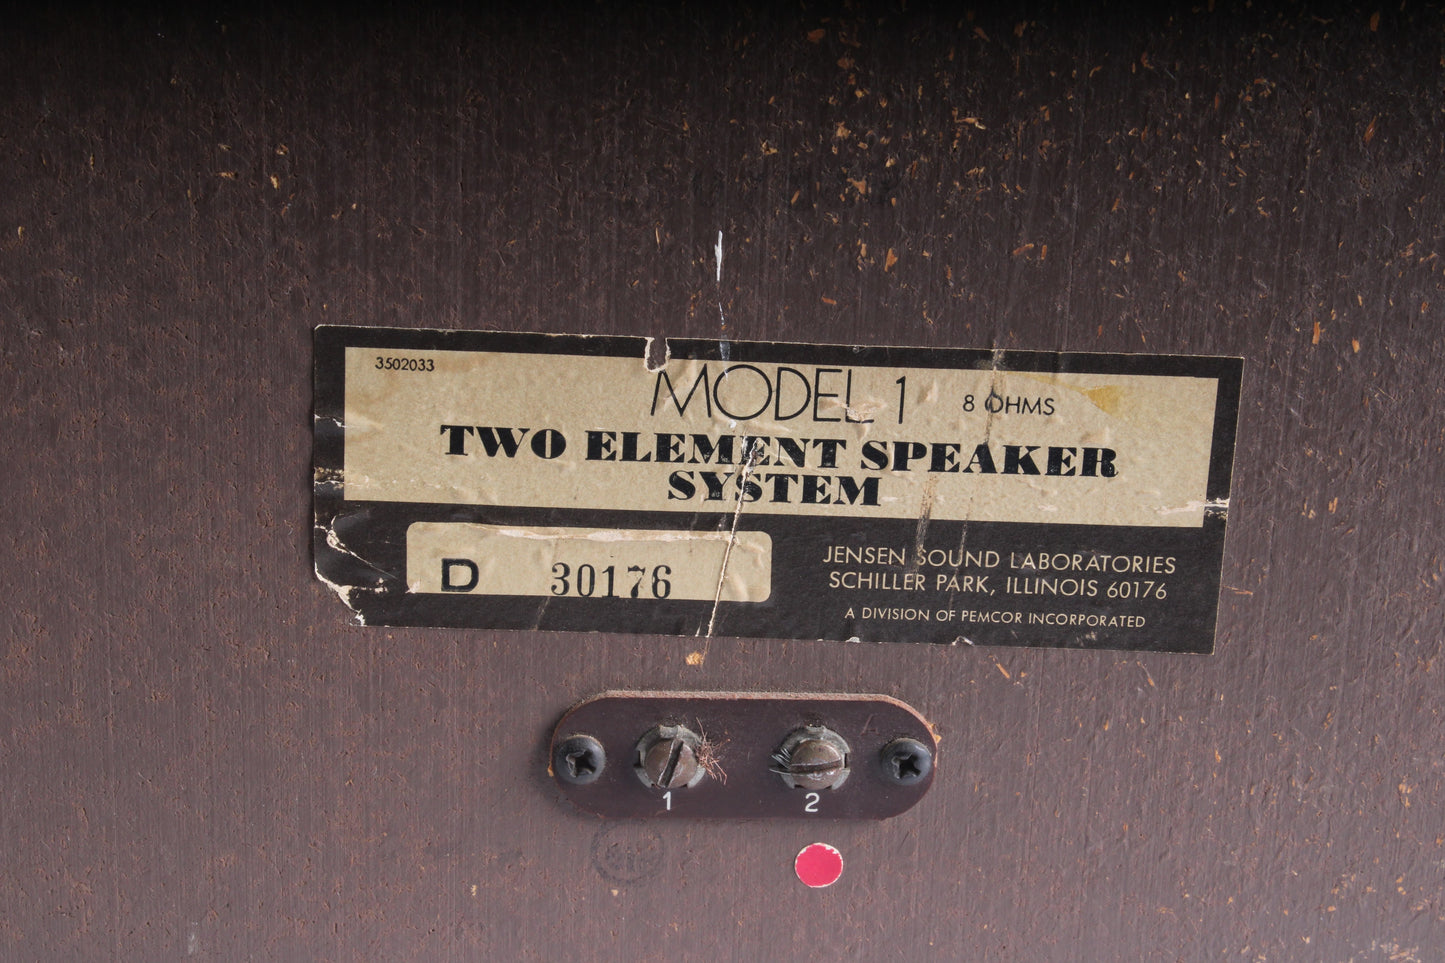 3502033
MODEL 1 8 OHMS
TWO ELEMENT SPEAKER
SYSTEM
D 30176
JENSEN SOUND LABORATORIES
SCHILLER PARK, ILLINOIS 60176
A DIVISION OF PEMCOR INCORPORATED
1 2